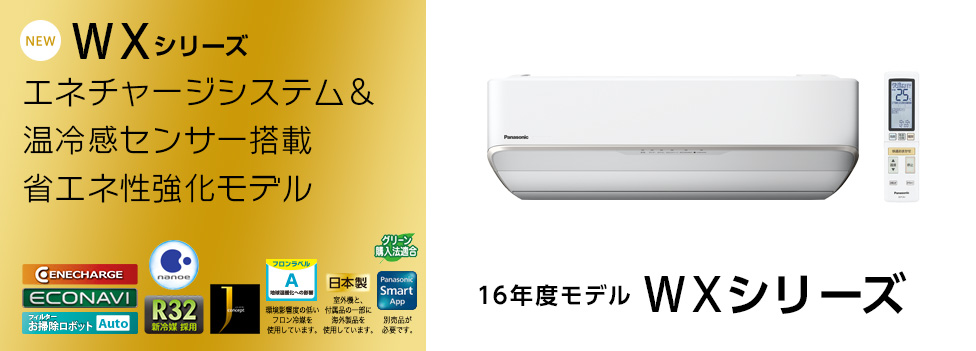 NEW
WXシリーズ
エネチャージシステム＆
温冷感センサー搭載
省エネ性強化モデル
ENECHARGE
ECONAVI
フィルター
お掃除ロボット Auto
nanoe
R32
新冷媒 採用
J
concept
フロンラベル
A
地球温暖化への影響
環境影響度の低い
フロン冷媒を
使用しています。
日本製
室外機と、
付属品の一部に
海外製品を
使用しています。
グリーン
購入法適合
Panasonic
Smart
App
別売品が
必要です。
Panasonic
25
停止
Panasonic
16年度モデル WXシリーズ